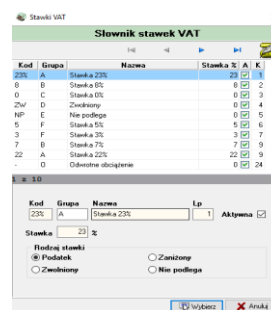 Stawki VAT
Słownik stawek VAT
Kod Grupa Nazwa Stawka % A K
23% A Stawka 23% 23 1
8 B Stawka 8% 8 2
0 C Stawka 0% 0 3
ZW D Zwolniony 0 4
NP E Nie podlega 0 5
5 F Stawka 5% 5 6
3 F Stawka 3% 3 7
7 B Stawka 7% 7 9
22 A Stawka 22% 22 9
- O Odwrotne obciążenie 0 24
1 z 10
Kod Grupa Nazwa Lp
23% A Stawka 23% 1 Aktywna
Stawka 23 %
Rodzaj stawki
Podatek Zaniżony
Zwolniony Nie podlega
Wybierz Anuluj